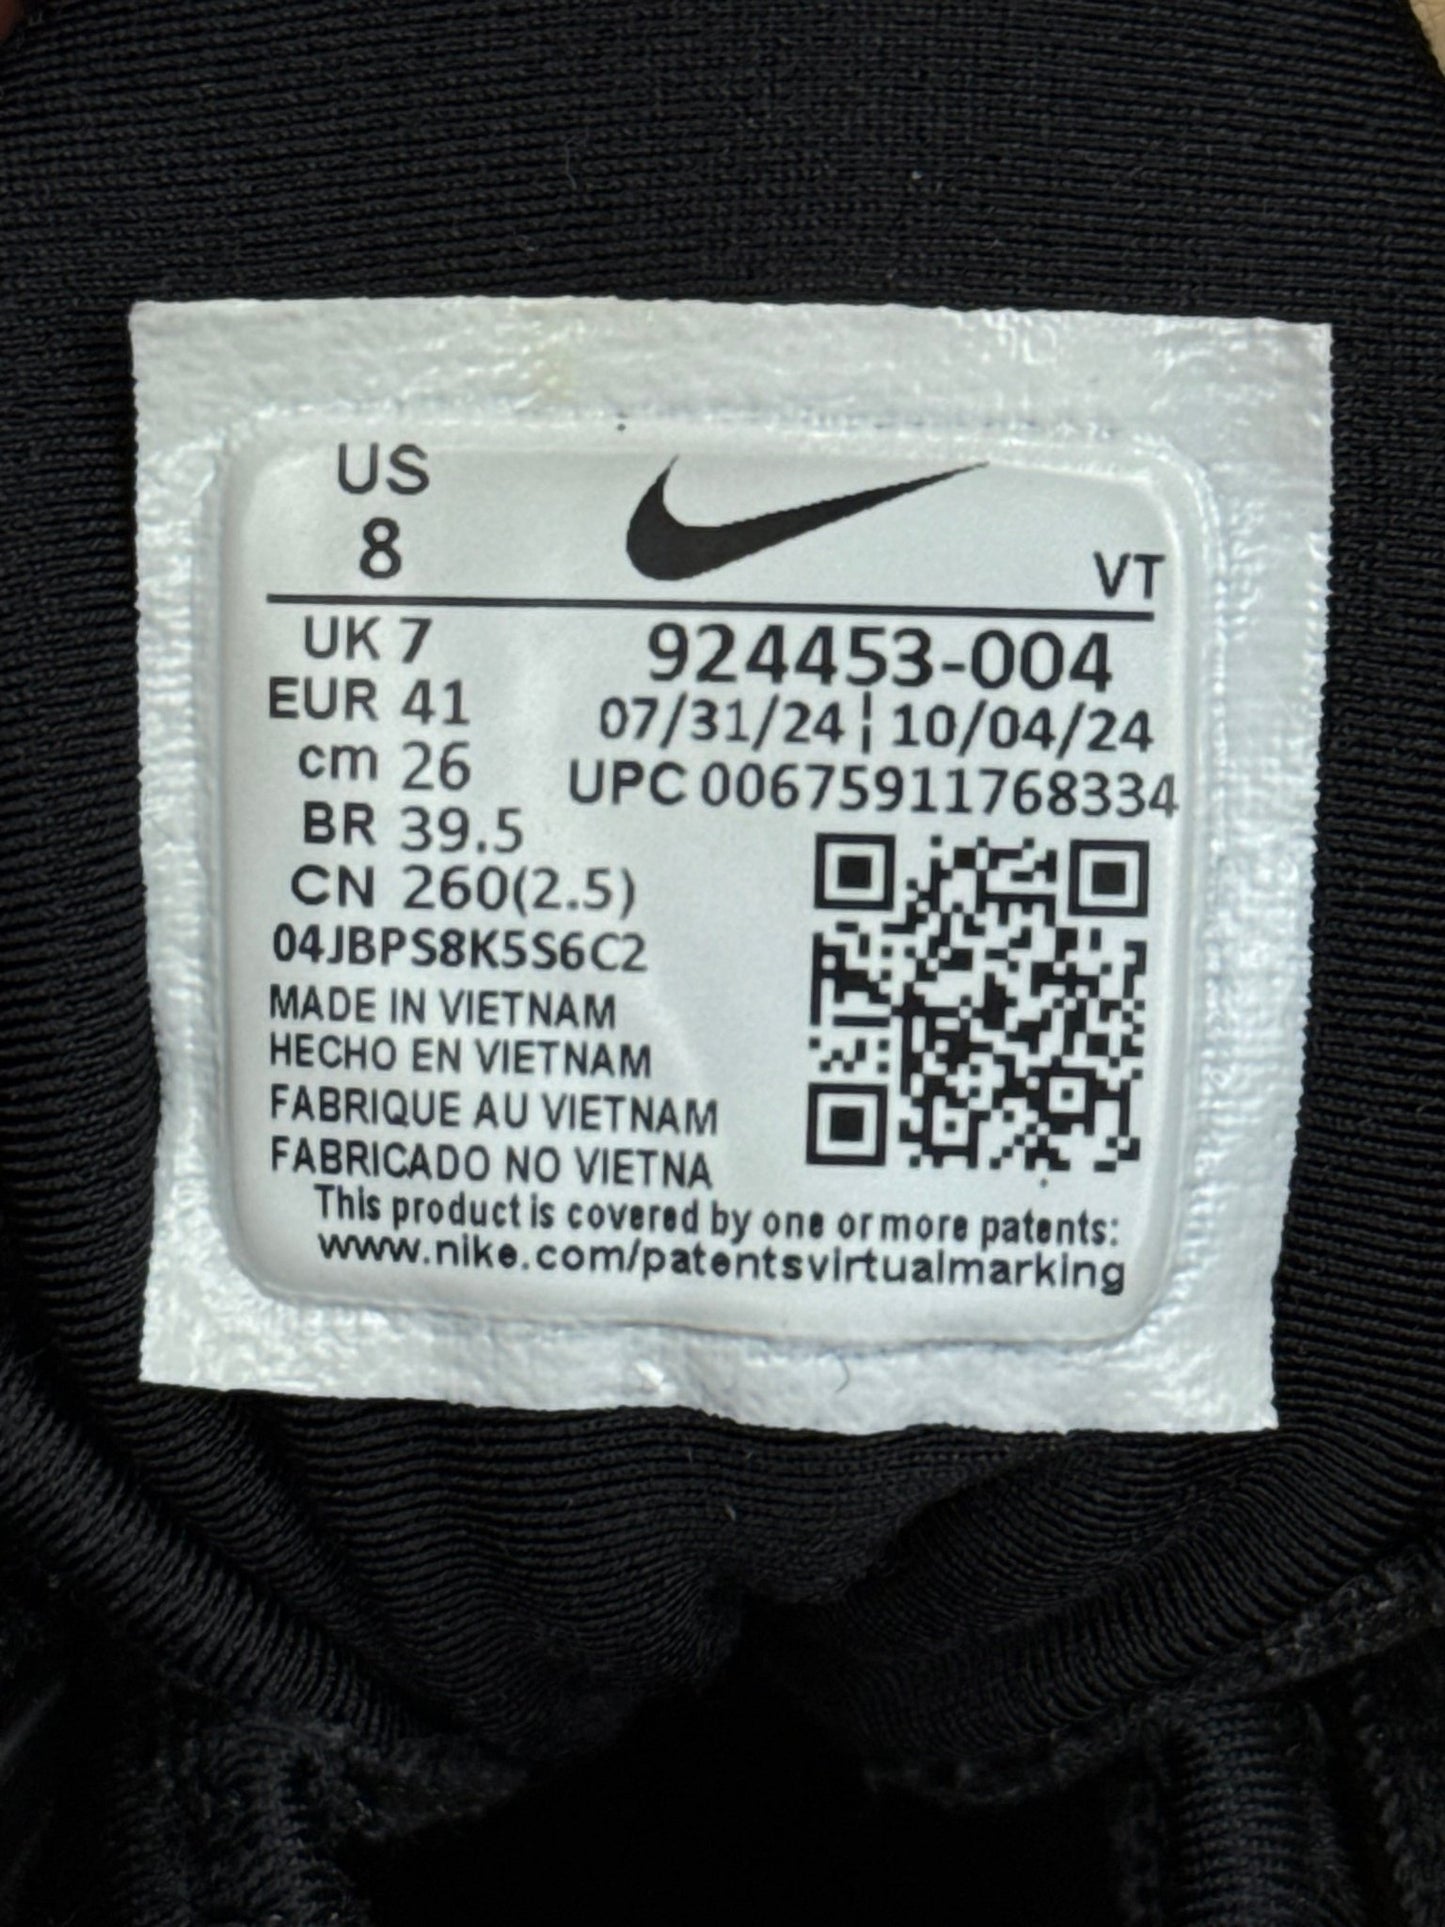 US
8
VT
UK 7
EUR 41
cm 26
BR 39.5
CN 260(2.5)
924453-004
07/31/24 ¦ 10/04/24
UPC 00675911768334
04JBPS8K5S6C2
MADE IN VIETNAM
HECHO EN VIETNAM
FABRIQUE AU VIETNAM
FABRICADO NO VIETNA
This product is covered by one or more patents:
www.nike.com/patentsvirtualmarking